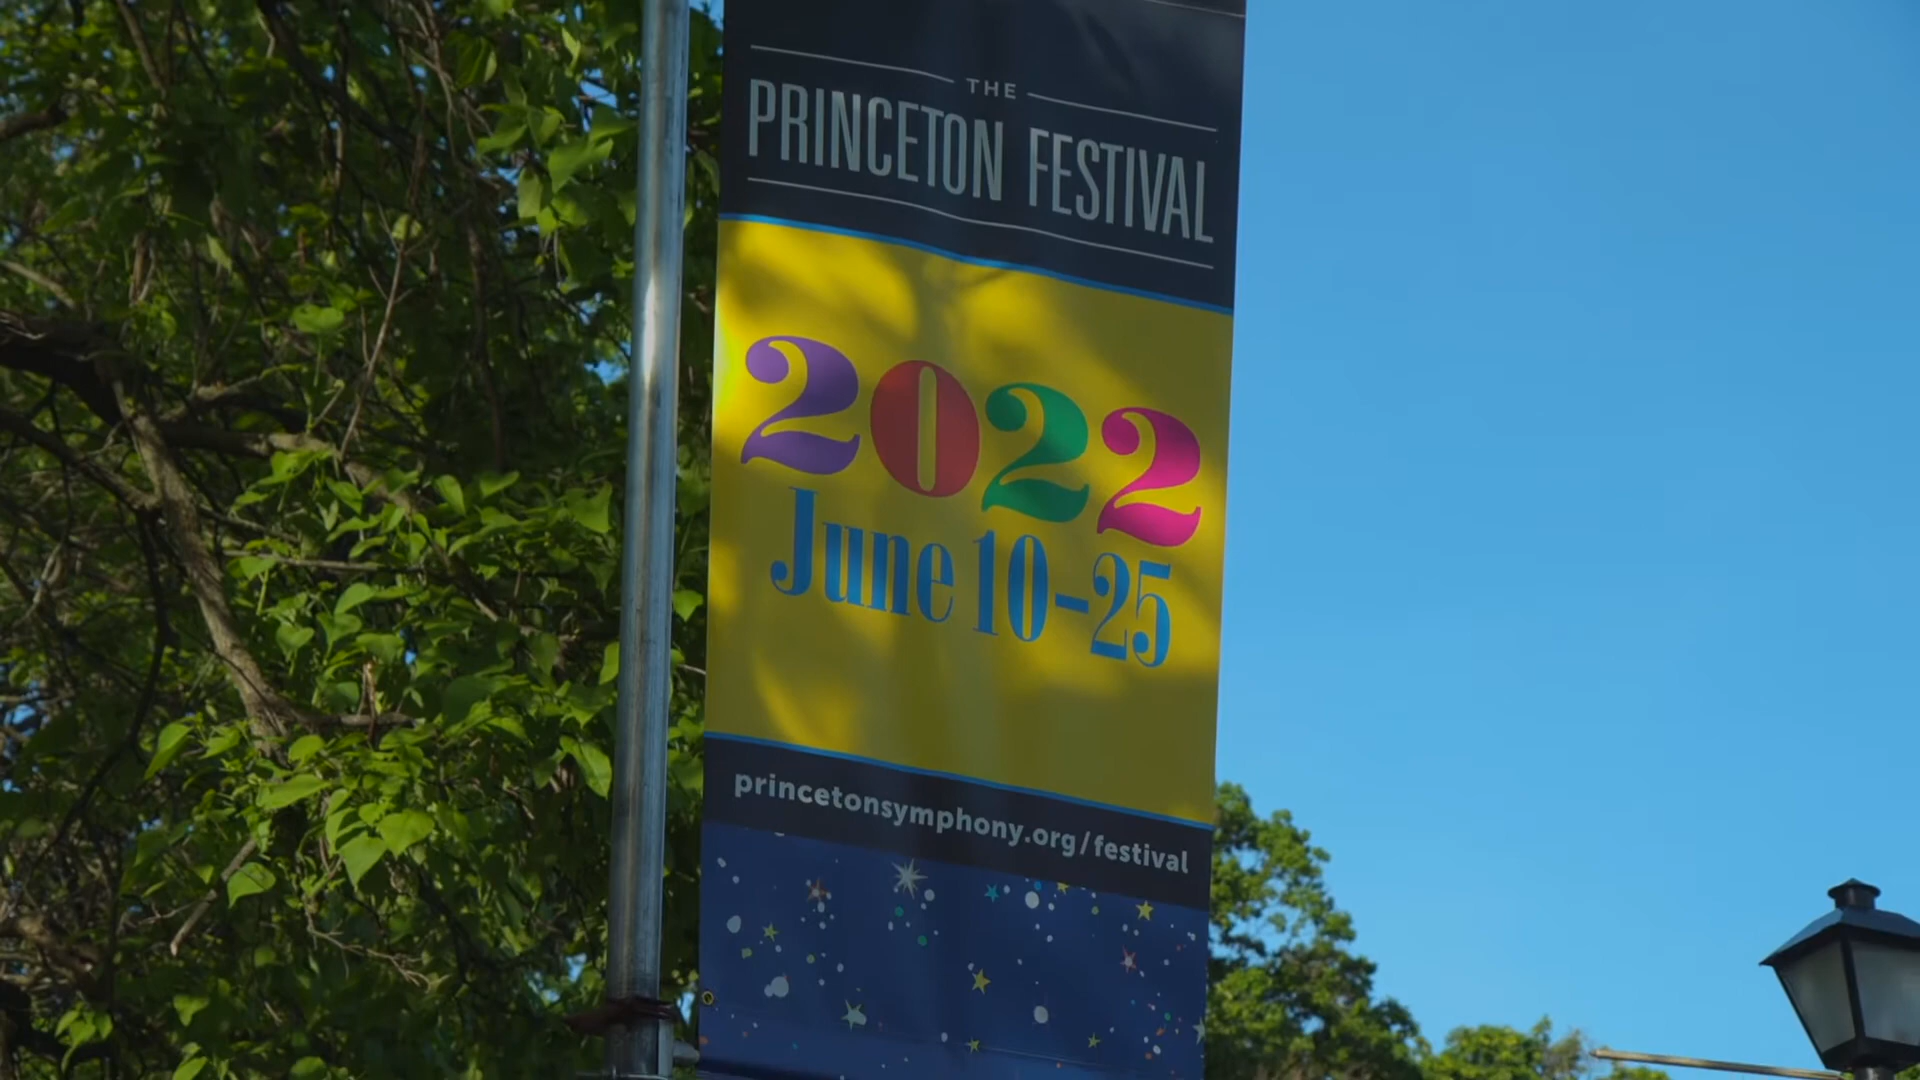 THE
PRINCETON FESTIVAL
2022
June 10-25
princetonsymphony.org/festival